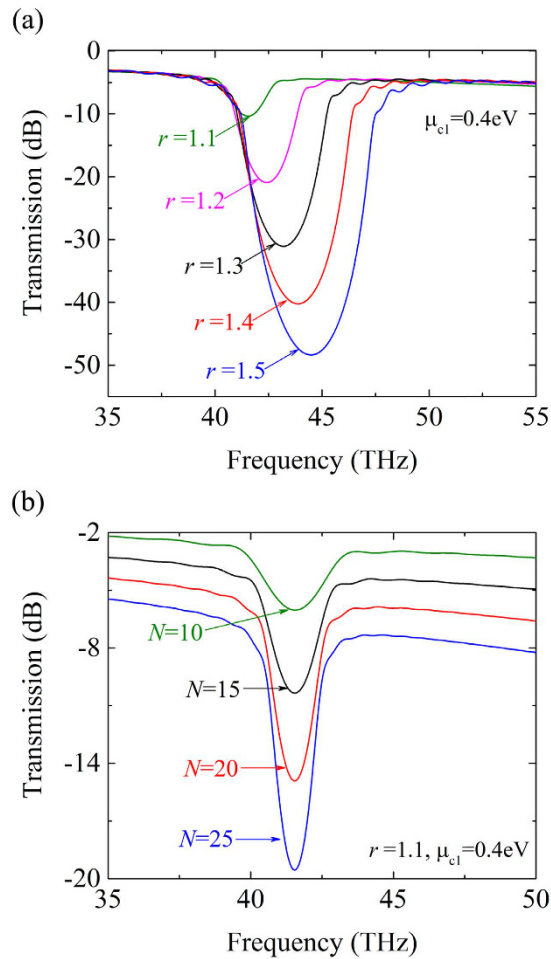 (a)
0
-10
-20
-30
-40
-50
Transmission (dB)
r =1.1
r =1.2
r =1.3
r =1.4
r =1.5
μc1=0.4eV
35 40 45 50 55
Frequency (THz)
(b)
-2
-8
-14
-20
Transmission (dB)
N=10
N=15
N=20
N=25
r =1.1, μc1=0.4eV
35 40 45 50
Frequency (THz)